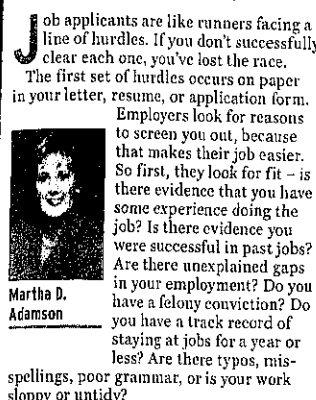 Job applicants are like runners facing a
line of hurdles. If you don't successfully
clear each one, you've lost the race.
The first set of hurdles occurs on paper
in your letter, resume, or application form.
Employers look for reasons
to screen you out, because
that makes their job easier.
So first, they look for fit – is
there evidence that you have
some experience doing the
job? Is there evidence you
were successful in past jobs?
Are there unexplained gaps
in your employment? Do you
have a felony conviction? Do
you have a track record of
staying at jobs for a year or
less? Are there typos, mis-
spellings, poor grammar, or is your work
sloppy or untidy?
Martha D.
Adamson